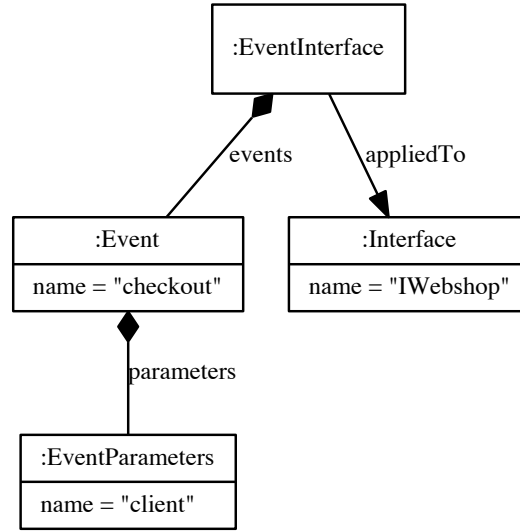 :EventInterface
events
appliedTo
:Event
name = "checkout"
:Interface
name = "IWebshop"
parameters
:EventParameters
name = "client"